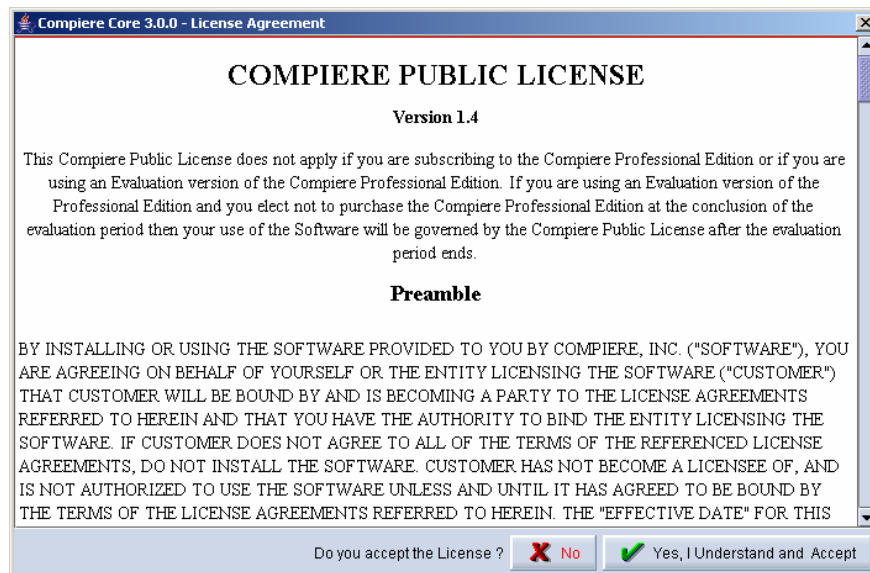 Compiere Core 3.0.0 - License Agreement
COMPIERE PUBLIC LICENSE
Version 1.4
This Compiere Public License does not apply if you are subscribing to the Compiere Professional Edition or if you are
using an Evaluation version of the Compiere Professional Edition. If you are using an Evaluation version of the
Professional Edition and you elect not to purchase the Compiere Professional Edition at the conclusion of the
evaluation period then your use of the Software will be governed by the Compiere Public License after the evaluation
period ends.
Preamble
BY INSTALLING OR USING THE SOFTWARE PROVIDED TO YOU BY COMPIERE, INC. ("SOFTWARE"), YOU
ARE AGREEING ON BEHALF OF YOURSELF OR THE ENTITY LICENSING THE SOFTWARE ("CUSTOMER")
THAT CUSTOMER WILL BE BOUND BY AND IS BECOMING A PARTY TO THE LICENSE AGREEMENTS
REFERRED TO HEREIN AND THAT YOU HAVE THE AUTHORITY TO BIND THE ENTITY LICENSING THE
SOFTWARE. IF CUSTOMER DOES NOT AGREE TO ALL OF THE TERMS OF THE REFERENCED LICENSE
AGREEMENTS, DO NOT INSTALL THE SOFTWARE. CUSTOMER HAS NOT BECOME A LICENSEE OF, AND
IS NOT AUTHORIZED TO USE THE SOFTWARE UNLESS AND UNTIL IT HAS AGREED TO BE BOUND BY
THE TERMS OF THE LICENSE AGREEMENTS REFERRED TO HEREIN. THE "EFFECTIVE DATE" FOR THIS
Do you accept the License ? No Yes, I Understand and Accept